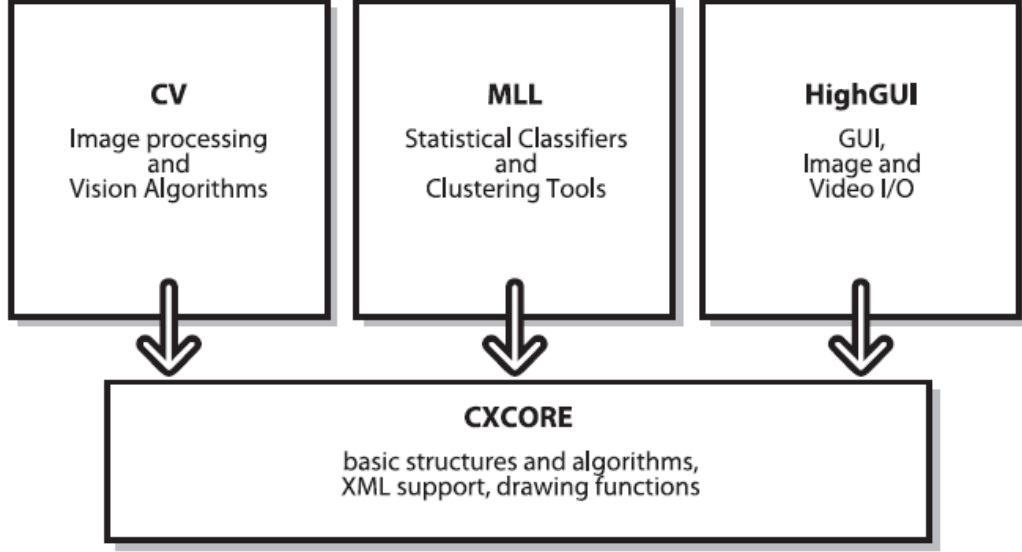 CV
Image processing
and
Vision Algorithms
MLL
Statistical Classifiers
and
Clustering Tools
HighGUI
GUI,
Image and
Video I/O
CXCORE
basic structures and algorithms,
XML support, drawing functions